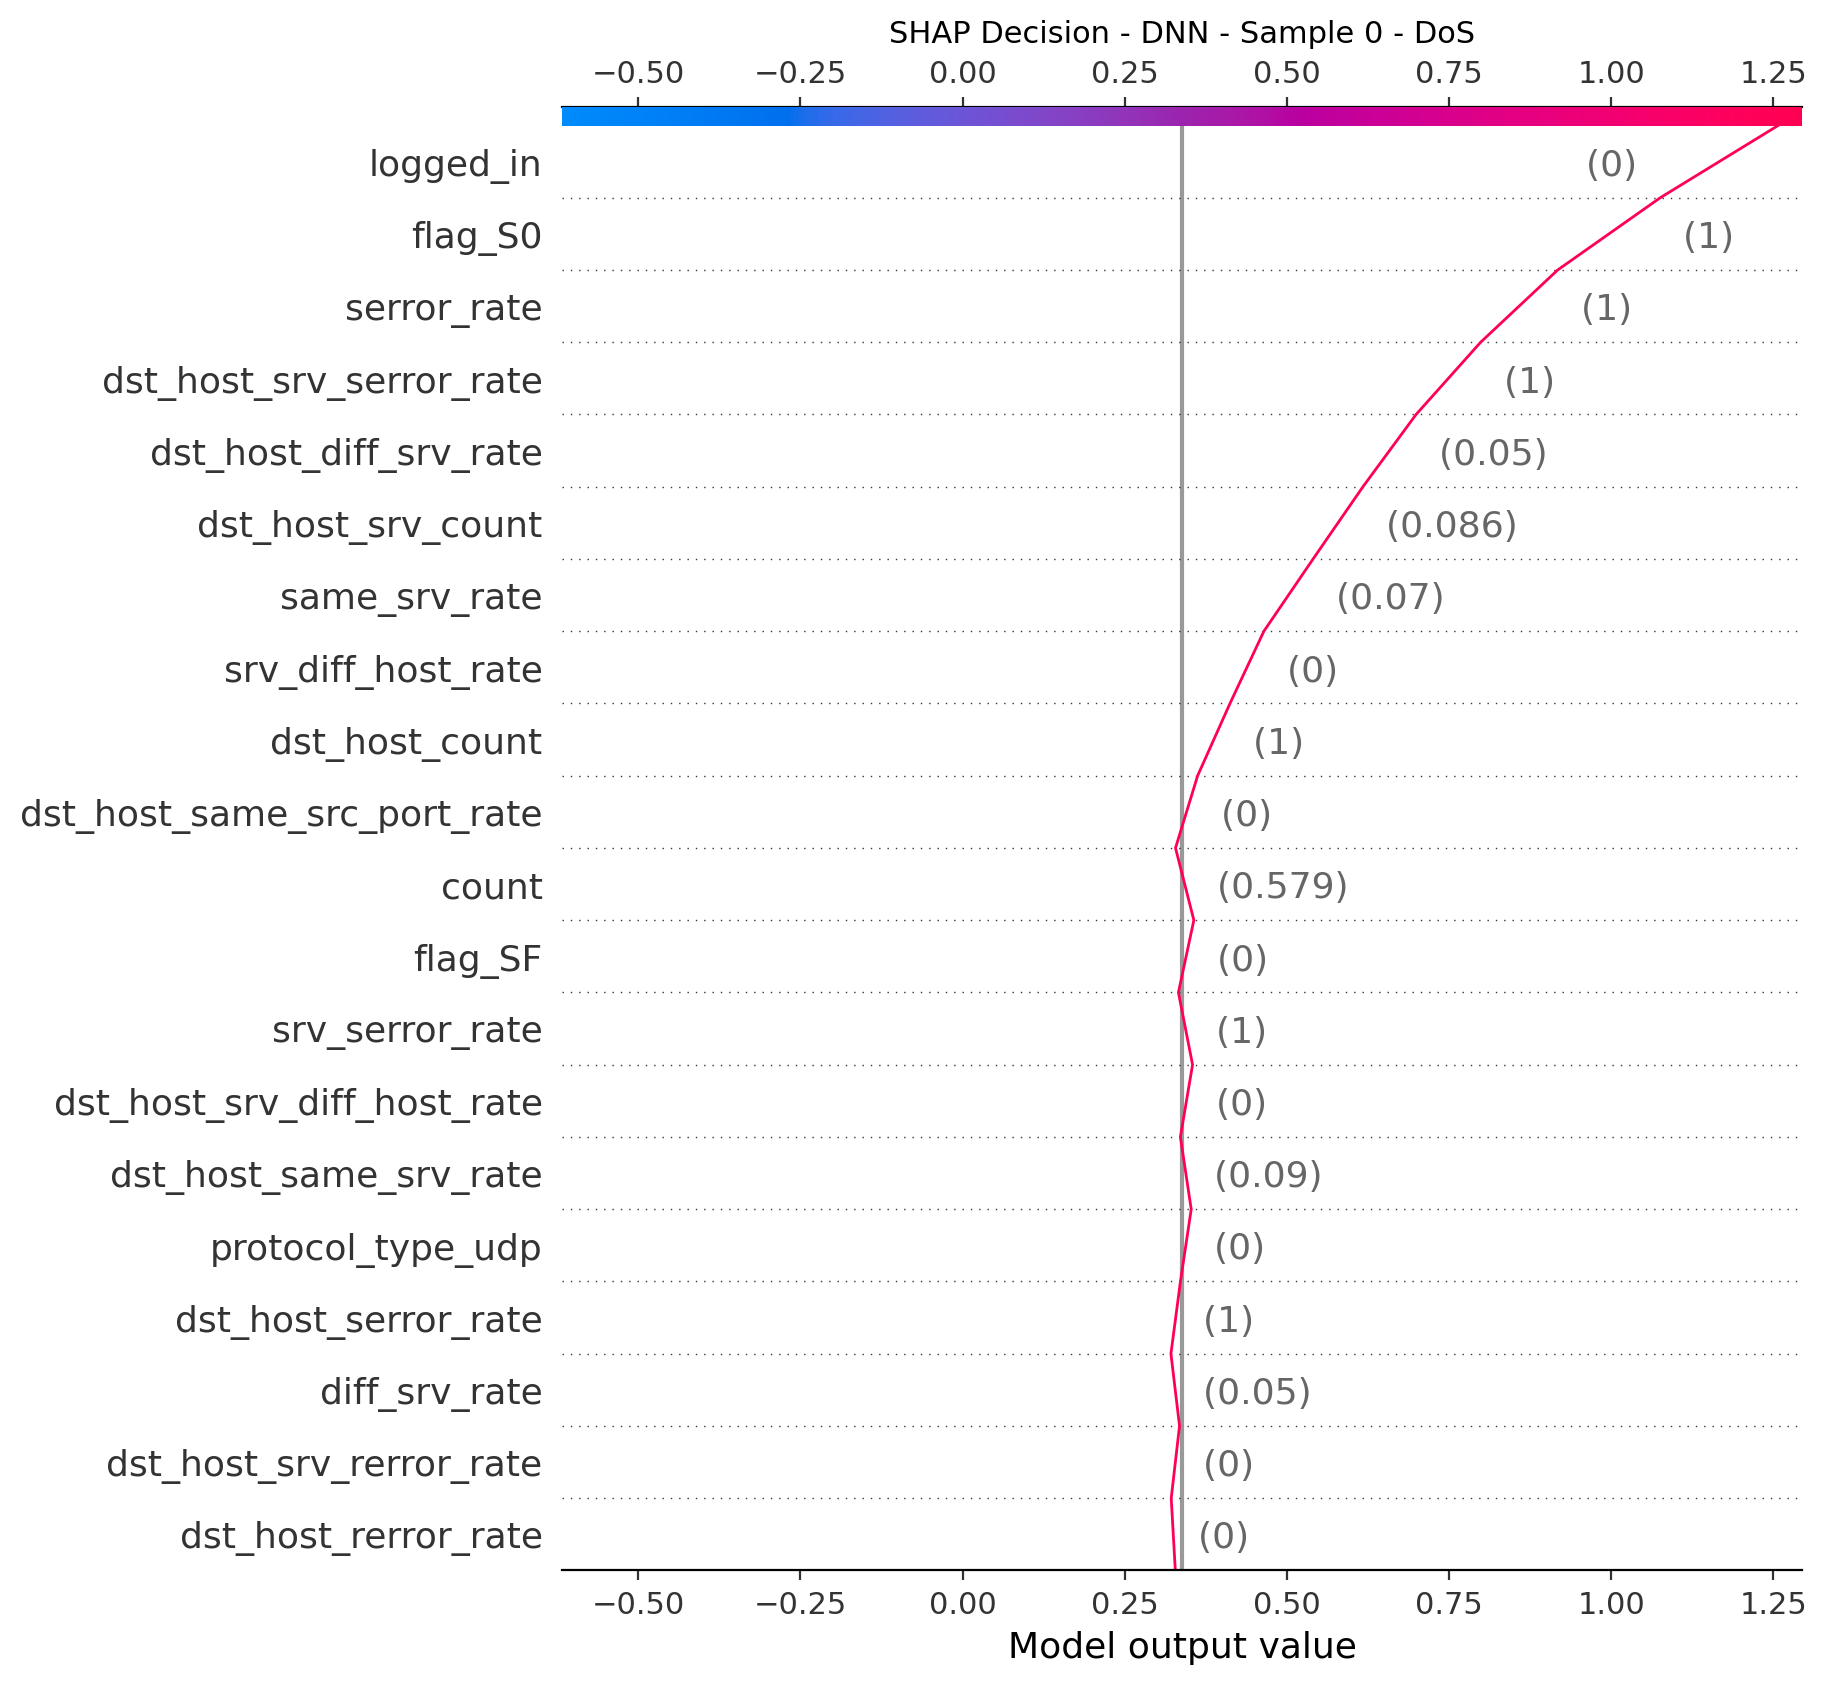 SHAP Decision - DNN - Sample 0 - DoS
−0.50 −0.25 0.00 0.25 0.50 0.75 1.00 1.25
logged_in (0)
flag_S0 (1)
serror_rate (1)
dst_host_srv_serror_rate (1)
dst_host_diff_srv_rate (0.05)
dst_host_srv_count (0.086)
same_srv_rate (0.07)
srv_diff_host_rate (0)
dst_host_count (1)
dst_host_same_src_port_rate (0)
count (0.579)
flag_SF (0)
srv_serror_rate (1)
dst_host_srv_diff_host_rate (0)
dst_host_same_srv_rate (0.09)
protocol_type_udp (0)
dst_host_serror_rate (1)
diff_srv_rate (0.05)
dst_host_srv_rerror_rate (0)
dst_host_rerror_rate (0)
−0.50 −0.25 0.00 0.25 0.50 0.75 1.00 1.25
Model output value